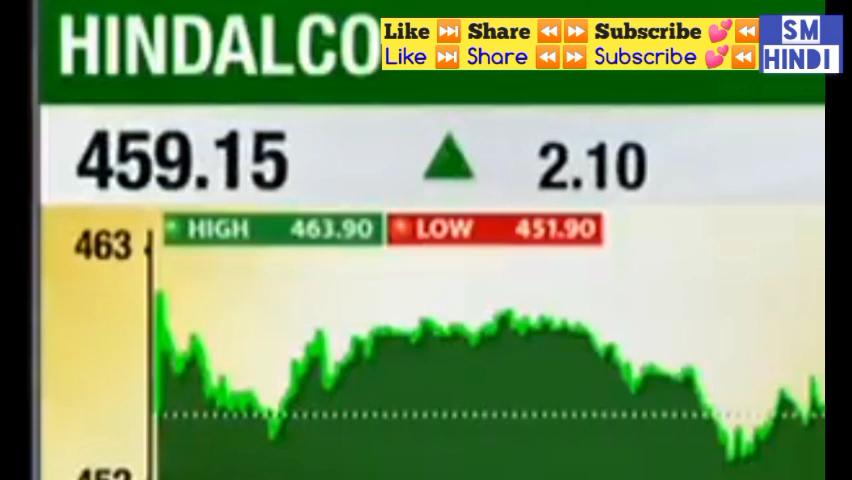 HINDALCO
Like ⏭ Share ⏪⏩ Subscribe 💕⏪
Like ⏭ Share ⏪⏩ Subscribe 💕⏪
SM
HINDI
459.15 ▲ 2.10
HIGH 463.90 LOW 451.90
463
452